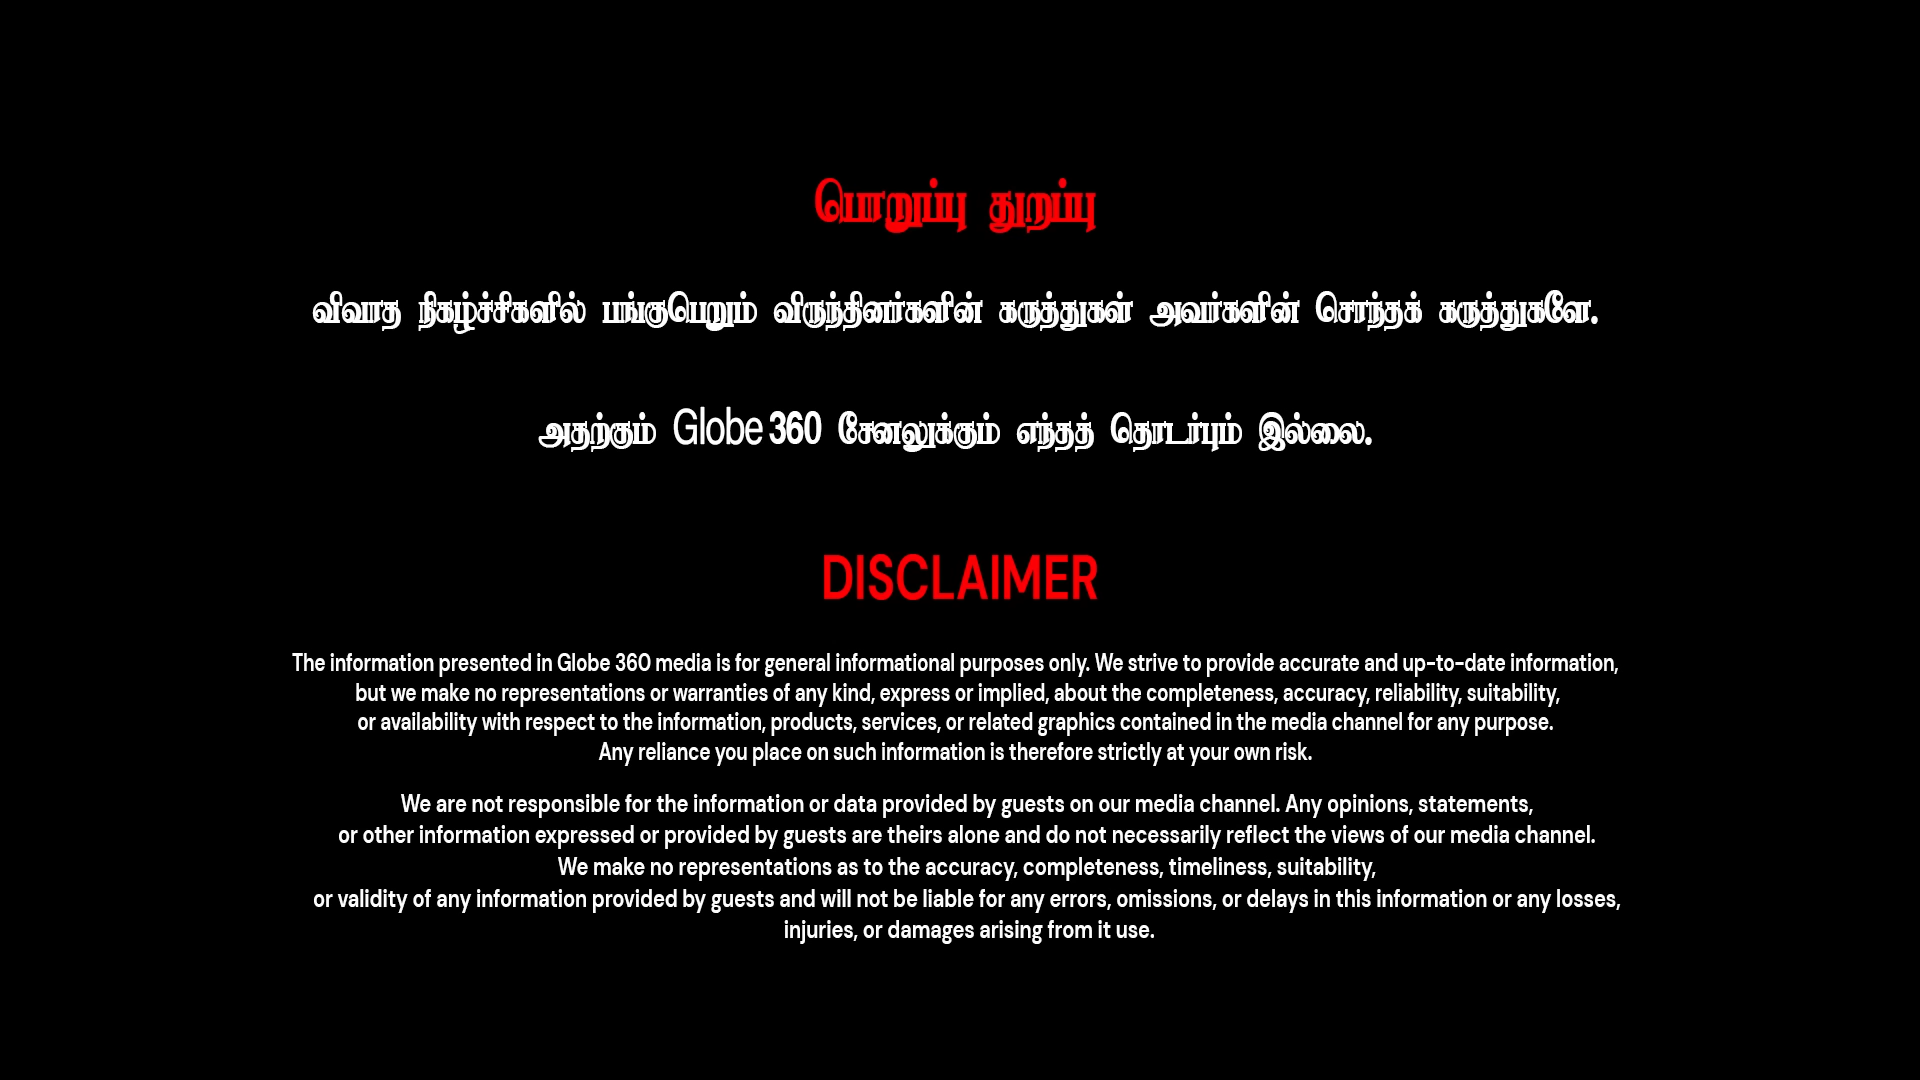 பொறுப்பு துறப்பு
விவாத நிகழ்ச்சிகளில் பங்குபெறும் விருந்தினர்களின் கருத்துகள் அவர்களின் சொந்தக் கருத்துகளே.
அதற்கும் Globe 360 சேனலுக்கும் எந்தத் தொடர்பும் இல்லை.
DISCLAIMER
The information presented in Globe 360 media is for general informational purposes only. We strive to provide accurate and up-to-date information,
but we make no representations or warranties of any kind, express or implied, about the completeness, accuracy, reliability, suitability,
or availability with respect to the information, products, services, or related graphics contained in the media channel for any purpose.
Any reliance you place on such information is therefore strictly at your own risk.
We are not responsible for the information or data provided by guests on our media channel. Any opinions, statements,
or other information expressed or provided by guests are theirs alone and do not necessarily reflect the views of our media channel.
We make no representations as to the accuracy, completeness, timeliness, suitability,
or validity of any information provided by guests and will not be liable for any errors, omissions, or delays in this information or any losses,
injuries, or damages arising from it use.